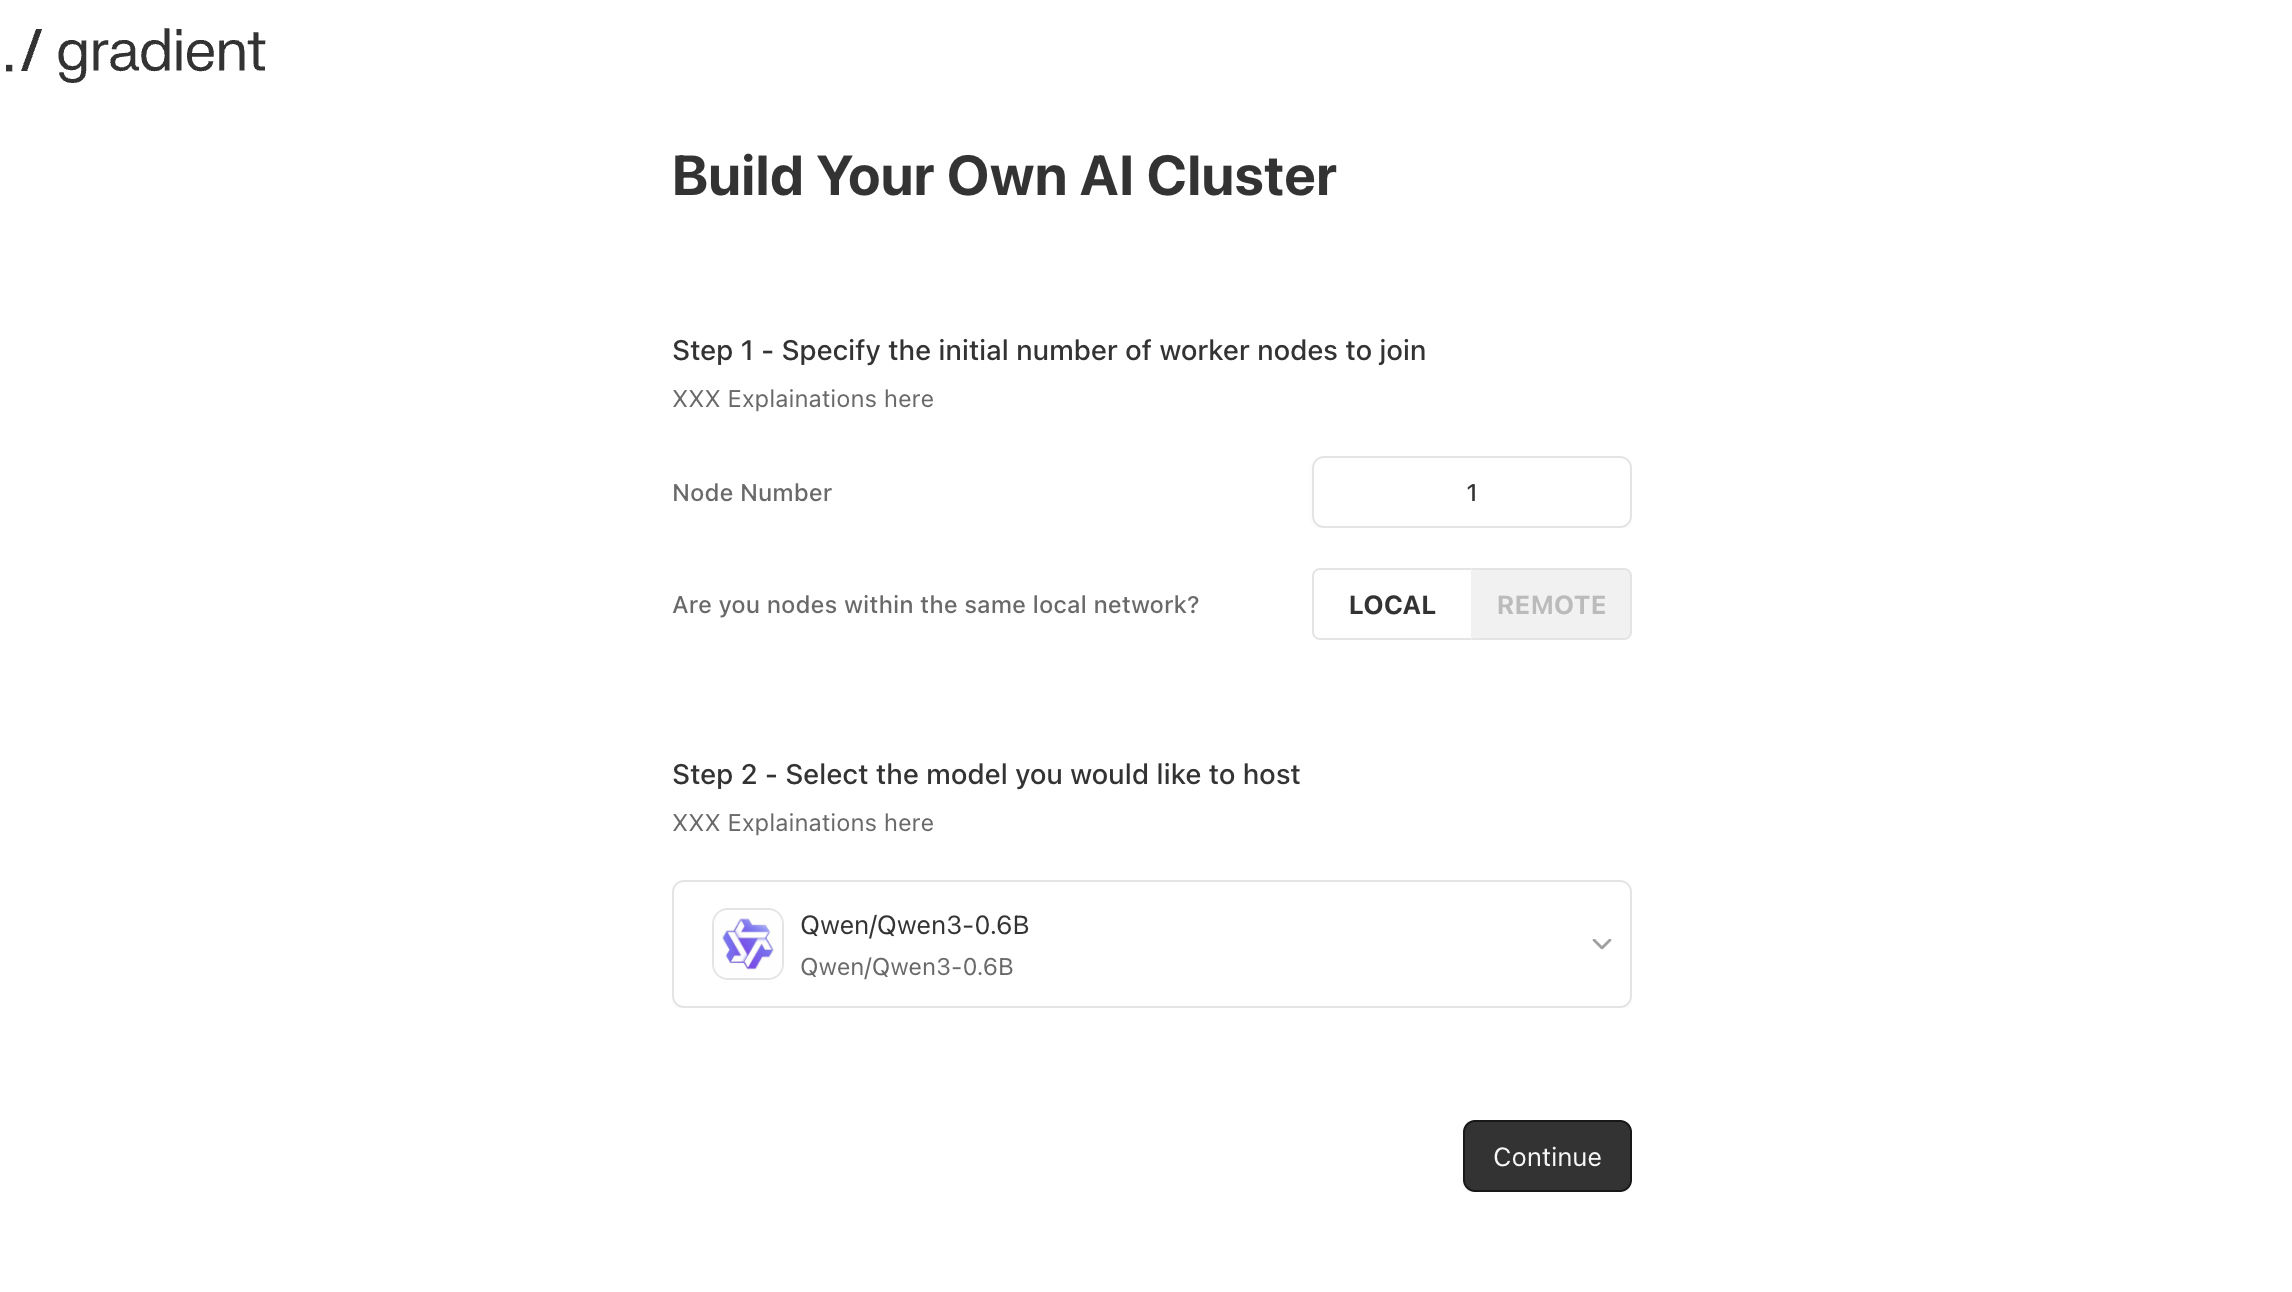 ./ gradient
Build Your Own AI Cluster
Step 1 - Specify the initial number of worker nodes to join
XXX Explainations here
Node Number
1
Are you nodes within the same local network?
LOCAL REMOTE
Step 2 - Select the model you would like to host
XXX Explainations here
Qwen/Qwen3-0.6B
Qwen/Qwen3-0.6B
Continue